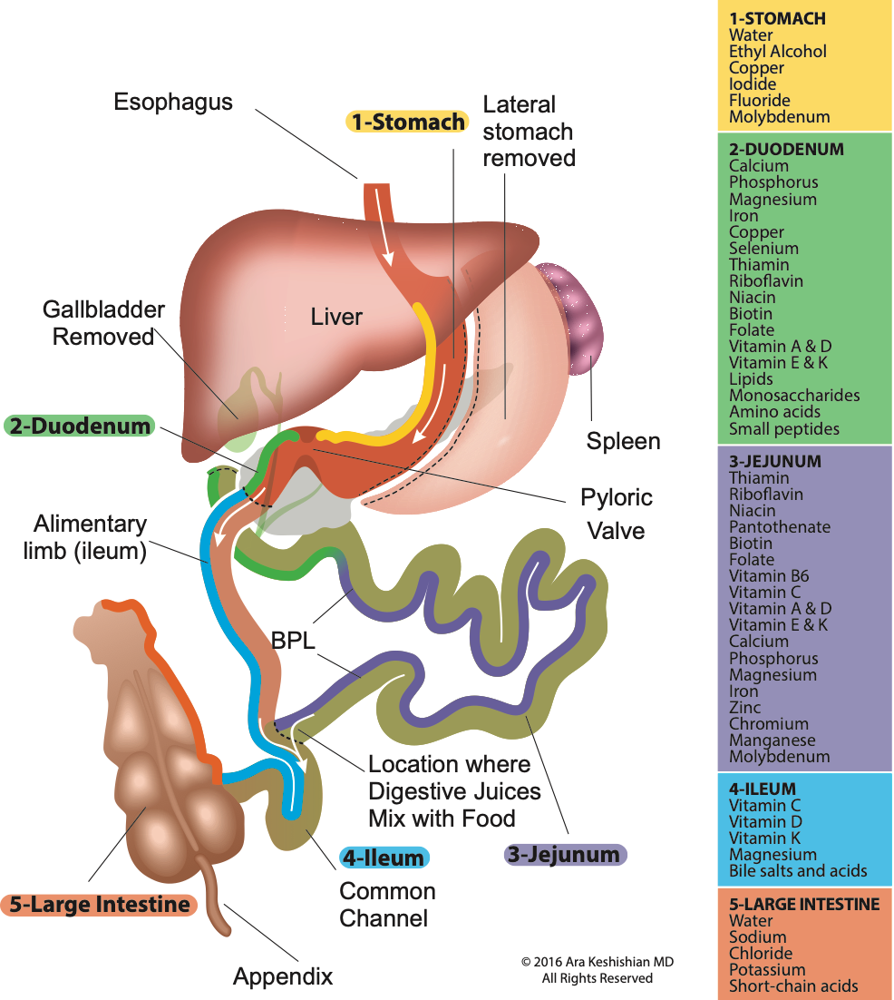 Esophagus
1-Stomach
Lateral
stomach
removed
Gallbladder
Removed
Liver
2-Duodenum
Spleen
Pyloric
Valve
Alimentary
limb (ileum)
BPL
Location where
Digestive Juices
Mix with Food
4-Ileum
3-Jejunum
Common
Channel
5-Large Intestine
Appendix
© 2016 Ara Keshishian MD
All Rights Reserved
1-STOMACH
Water
Ethyl Alcohol
Copper
Iodide
Fluoride
Molybdenum
2-DUODENUM
Calcium
Phosphorus
Magnesium
Iron
Copper
Selenium
Thiamin
Riboflavin
Niacin
Biotin
Folate
Vitamin A & D
Vitamin E & K
Lipids
Monosaccharides
Amino acids
Small peptides
3-JEJUNUM
Thiamin
Riboflavin
Niacin
Pantothenate
Biotin
Folate
Vitamin B6
Vitamin C
Vitamin A & D
Vitamin E & K
Calcium
Phosphorus
Magnesium
Iron
Zinc
Chromium
Manganese
Molybdenum
4-ILEUM
Vitamin C
Vitamin D
Vitamin K
Magnesium
Bile salts and acids
5-LARGE INTESTINE
Water
Sodium
Chloride
Potassium
Short-chain acids